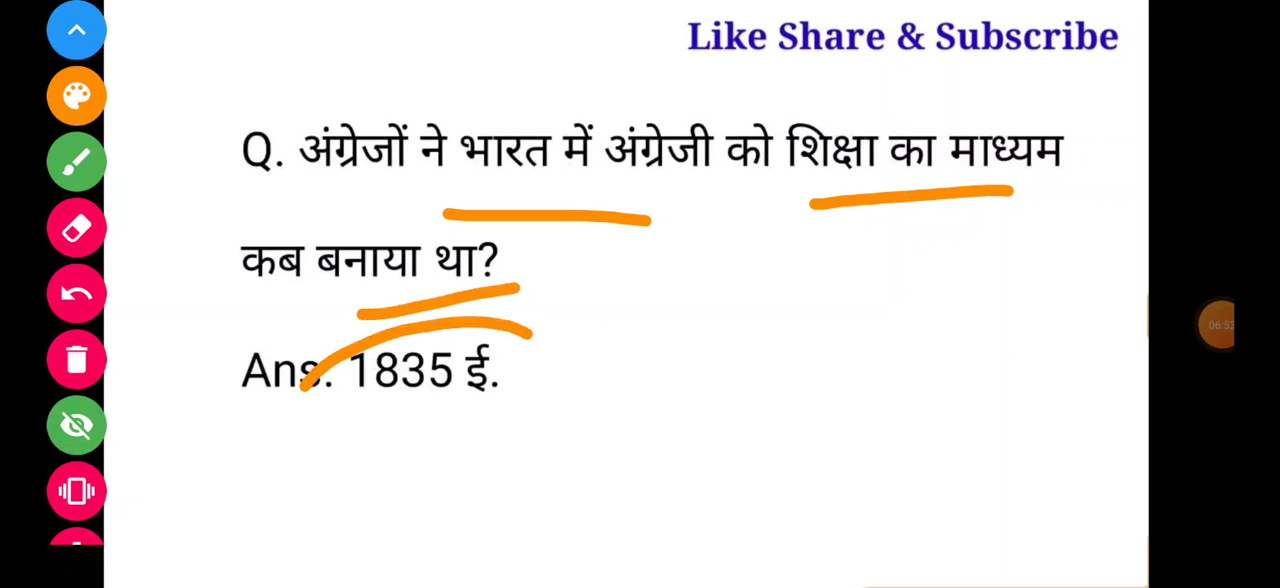 Like Share & Subscribe
Q. अंग्रेजों ने भारत में अंग्रेजी को शिक्षा का माध्यम
कब बनाया था?
Ans. 1835 ई.